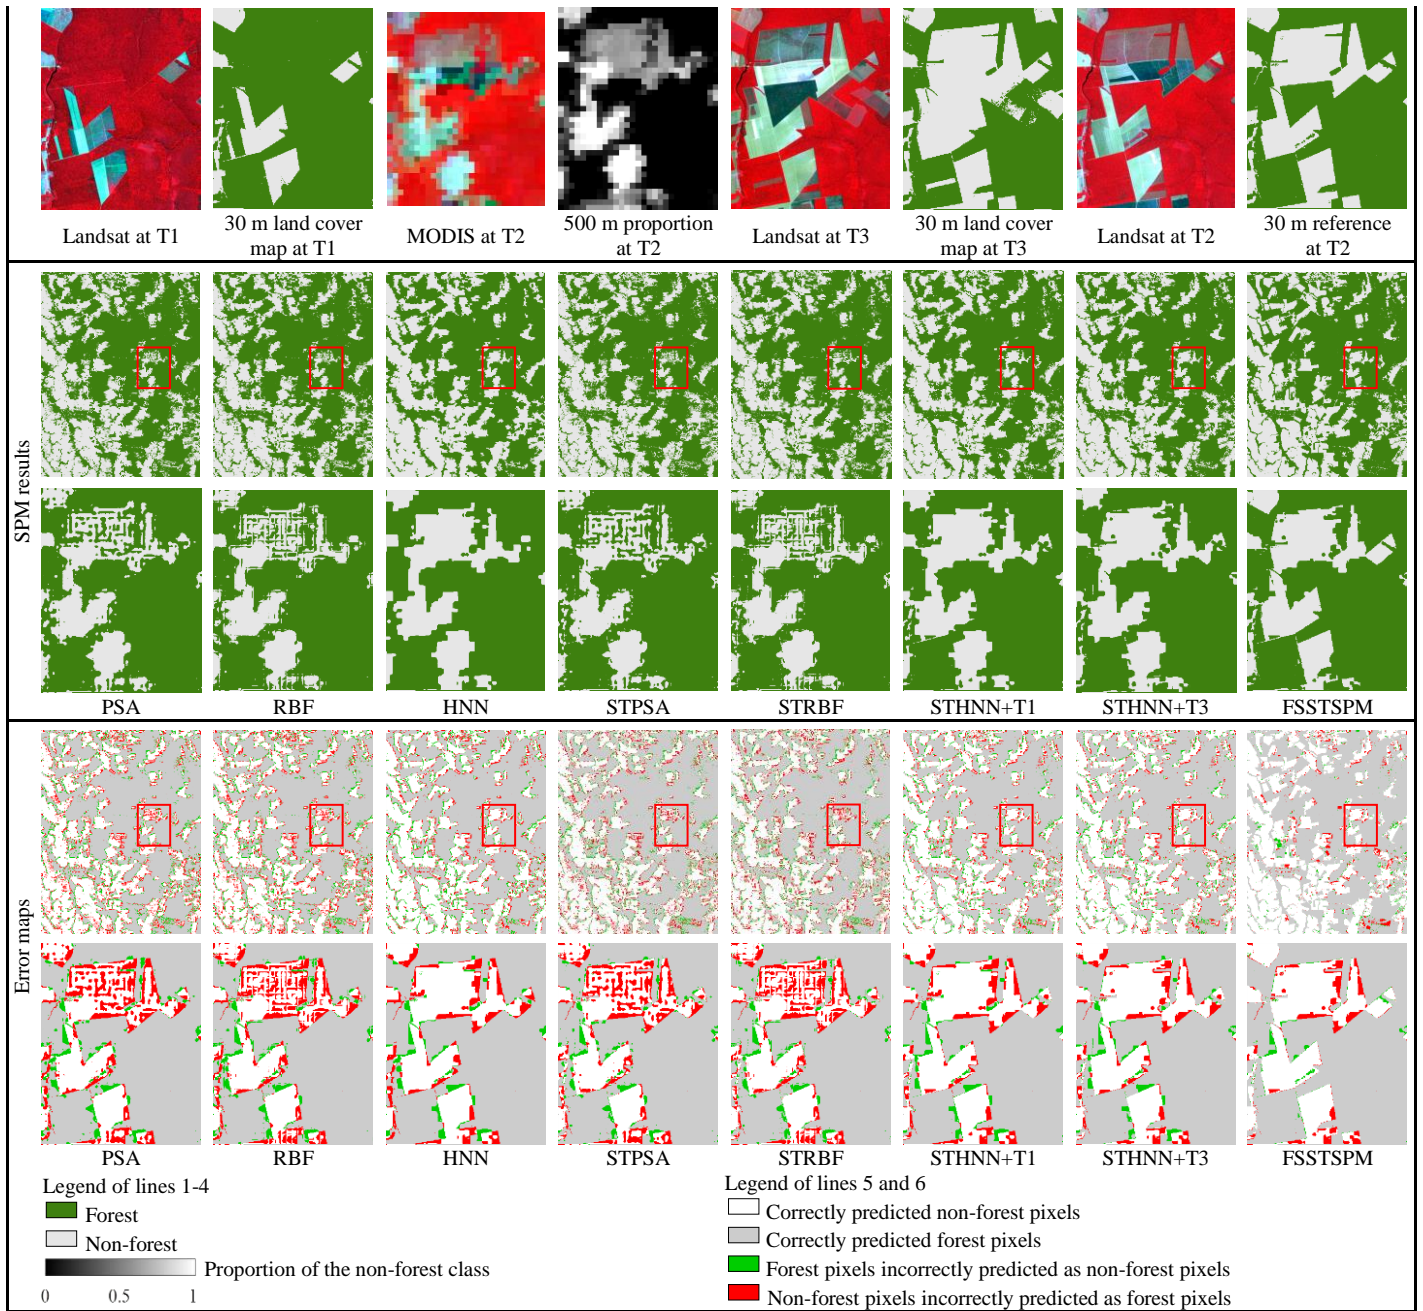 Landsat at T1
30 m land cover
map at T1
MODIS at T2
500 m proportion
at T2
Landsat at T3
30 m land cover
map at T3
Landsat at T2
30 m reference
at T2
SPM results
PSA
RBF
HNN
STPSA
STRBF
STHNN+T1
STHNN+T3
FSSTSPM
Error maps
PSA
RBF
HNN
STPSA
STRBF
STHNN+T1
STHNN+T3
FSSTSPM
Legend of lines 1-4
Forest
Non-forest
Proportion of the non-forest class
0 0.5 1
Legend of lines 5 and 6
Correctly predicted non-forest pixels
Correctly predicted forest pixels
Forest pixels incorrectly predicted as non-forest pixels
Non-forest pixels incorrectly predicted as forest pixels